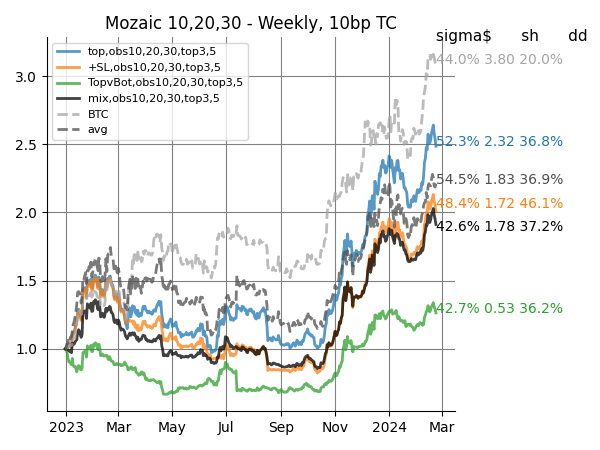 Mozaic 10,20,30 - Weekly, 10bp TC
sigma$ sh dd
top,obs10,20,30,top3,5
+SL,obs10,20,30,top3,5
TopvBot,obs10,20,30,top3,5
mix,obs10,20,30,top3,5
BTC
avg
44.0% 3.80 20.0%
52.3% 2.32 36.8%
54.5% 1.83 36.9%
48.4% 1.72 46.1%
42.6% 1.78 37.2%
42.7% 0.53 36.2%
3.0
2.5
2.0
1.5
1.0
2023 Mar May Jul Sep Nov 2024 Mar